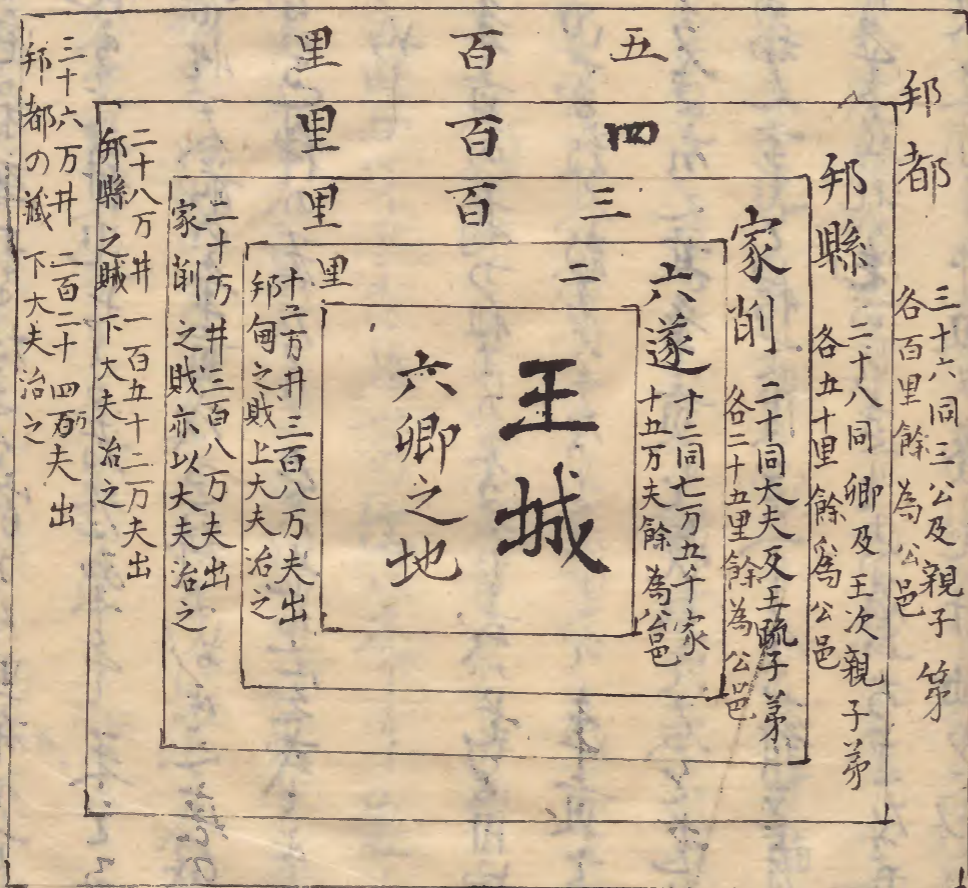 五百里
四百里
三百里
二
里
邦都
三十六同三公及親子弟
各百里餘為公邑
邦縣
二十八同卿及王次親子弟
各五十里餘為公邑
家削
二十同大夫及王疏子弟
各二十五里餘為公邑
六遂
十二同七万五千家
十五万夫餘為公邑
王城
六卿之地
十二万井三百八万夫出
邦甸之賦上大夫治之
二十万井三百八万夫出
家削之賦亦以大夫治之
二十八万井一百五十二万夫出
邦縣之賦下大夫治之
三十六万井二百二十四万夫出
邦都の蔵下大夫治之